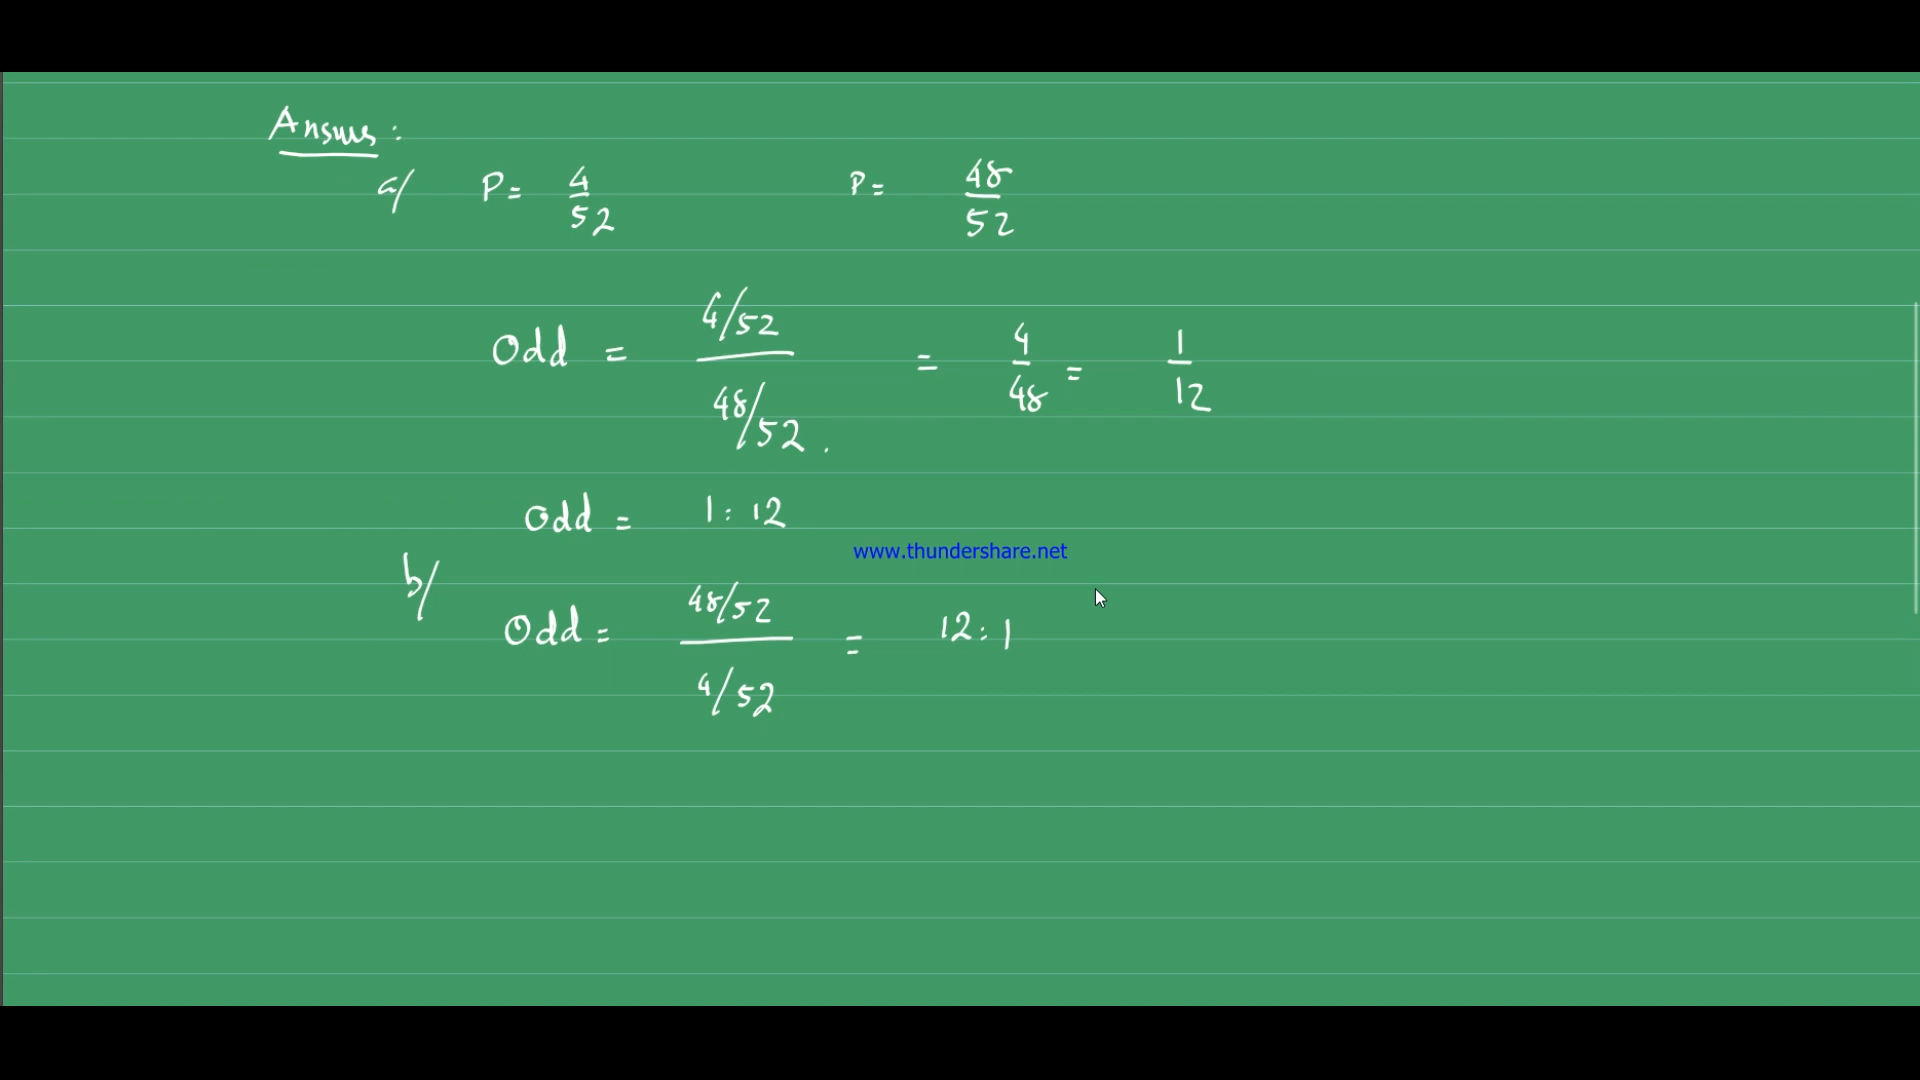 Answer:
a/ P = 4/52 P = 48/52
Odd = 4/52 / 48/52 . = 4/48 = 1/12
Odd = 1 : 12
www.thundershare.net
b/
Odd = 48/52 / 4/52 = 12 : 1